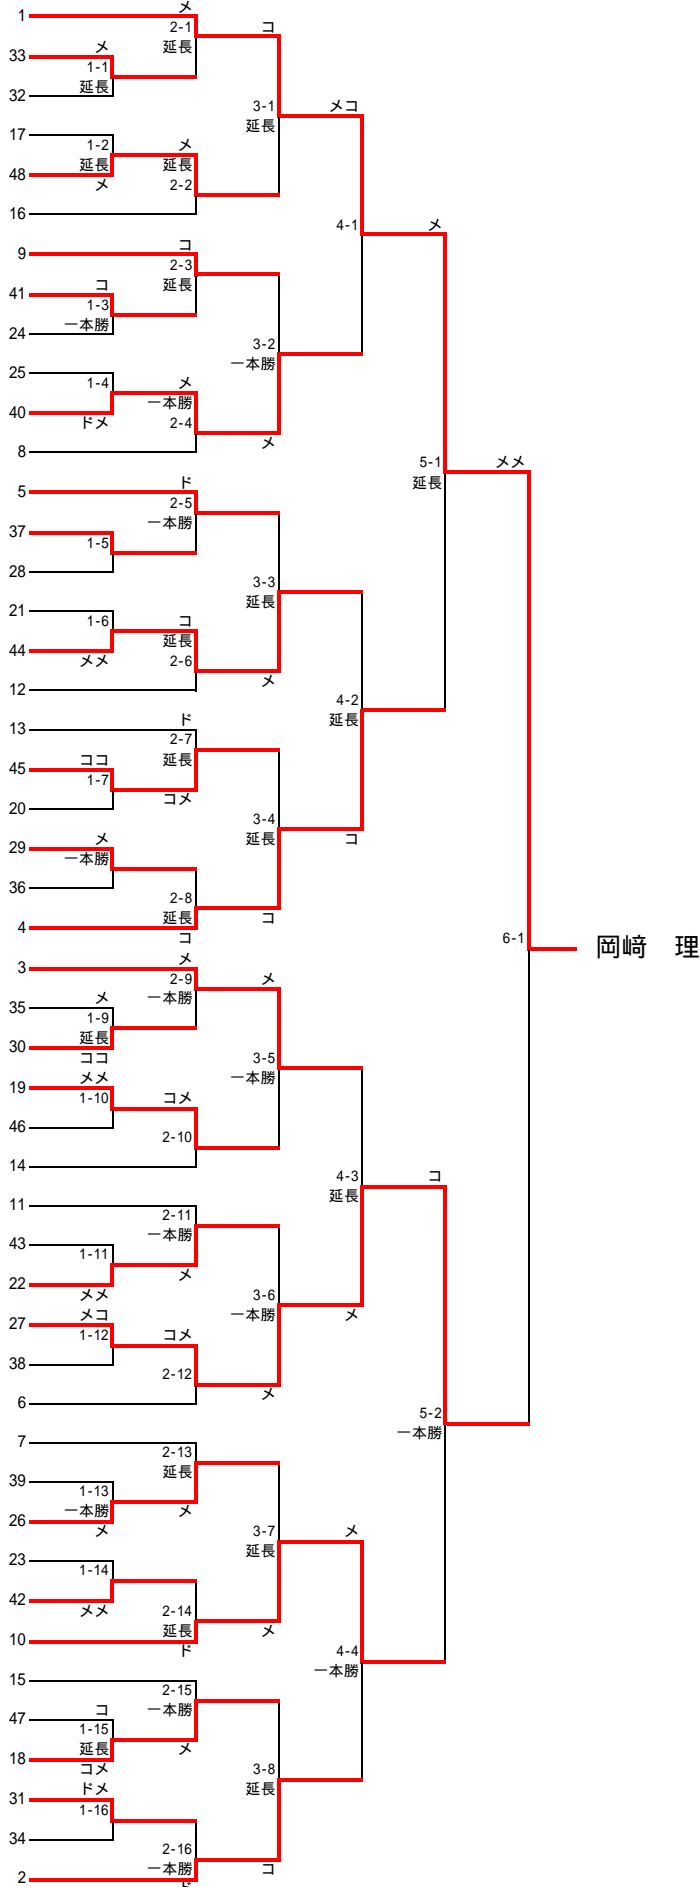 メ
1
2-1
コ
延長
メ
33
1-1
延長
32
3-1
メコ
延長
17
1-2
メ
延長
延長
48
メ
2-2
16
4-1
メ
コ
9
2-3
延長
コ
41
1-3
一本勝
24
3-2
一本勝
25
1-4
メ
一本勝
40
ドメ
2-4
メ
8
5-1
メメ
延長
ド
5
2-5
一本勝
37
1-5
28
3-3
延長
21
1-6
コ
延長
44
メメ
2-6
メ
12
4-2
延長
ド
13
2-7
延長
ココ
45
1-7
コメ
20
3-4
延長
コ
メ
29
一本勝
36
2-8
延長
コ
4
コ
6-1
岡﨑 理
メ
3
2-9
メ
一本勝
メ
35
1-9
延長
30
ココ
3-5
一本勝
メメ
19
1-10
コメ
46
2-10
14
4-3
コ
延長
11
2-11
一本勝
43
1-11
メ
22
メメ
3-6
一本勝
メ
メコ
27
1-12
コメ
38
2-12
メ
6
5-2
一本勝
7
2-13
延長
39
1-13
一本勝
メ
26
メ
3-7
メ
延長
23
1-14
42
メメ
2-14
延長
メ
10
ド
4-4
一本勝
15
2-15
一本勝
コ
47
1-15
延長
メ
18
コメ
3-8
延長
ドメ
31
1-16
34
2-16
一本勝
コ
2
ド